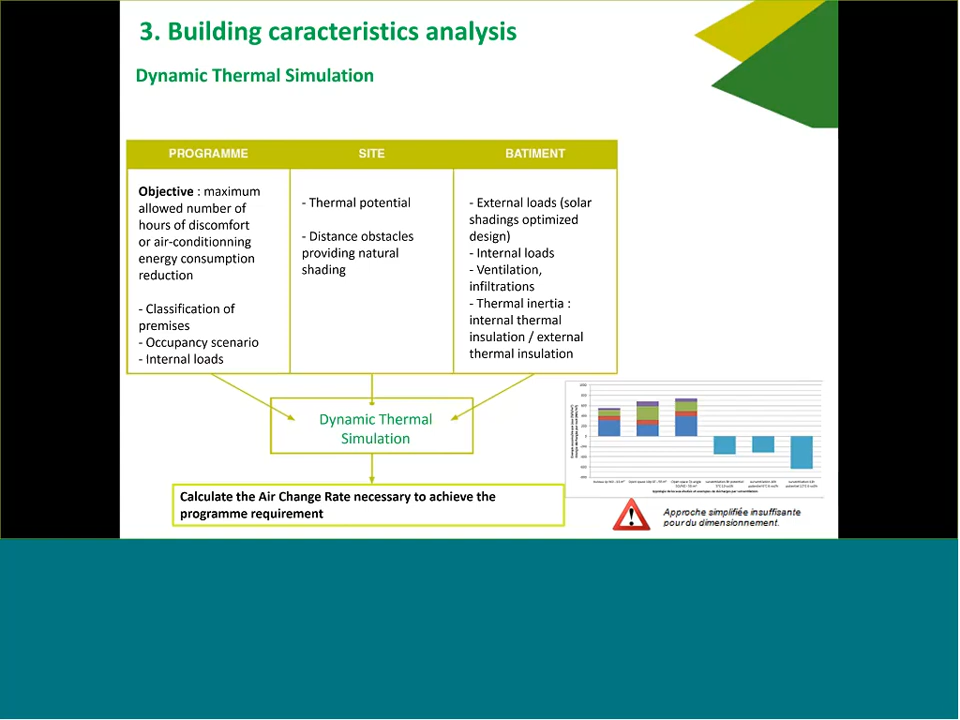 3. Building caracteristics analysis
Dynamic Thermal Simulation
PROGRAMME
SITE
BATIMENT
Objective : maximum
allowed number of
hours of discomfort
or air-conditionning
energy consumption
reduction
- Classification of
premises
- Occupancy scenario
- Internal loads
- Thermal potential
- Distance obstacles
providing natural
shading
- External loads (solar
shadings optimized
design)
- Internal loads
- Ventilation,
infiltrations
- Thermal inertia :
internal thermal
insulation / external
thermal insulation
Dynamic Thermal
Simulation
Calculate the Air Change Rate necessary to achieve the
programme requirement
Approche simplifiée insuffisante
pour du dimensionnement.